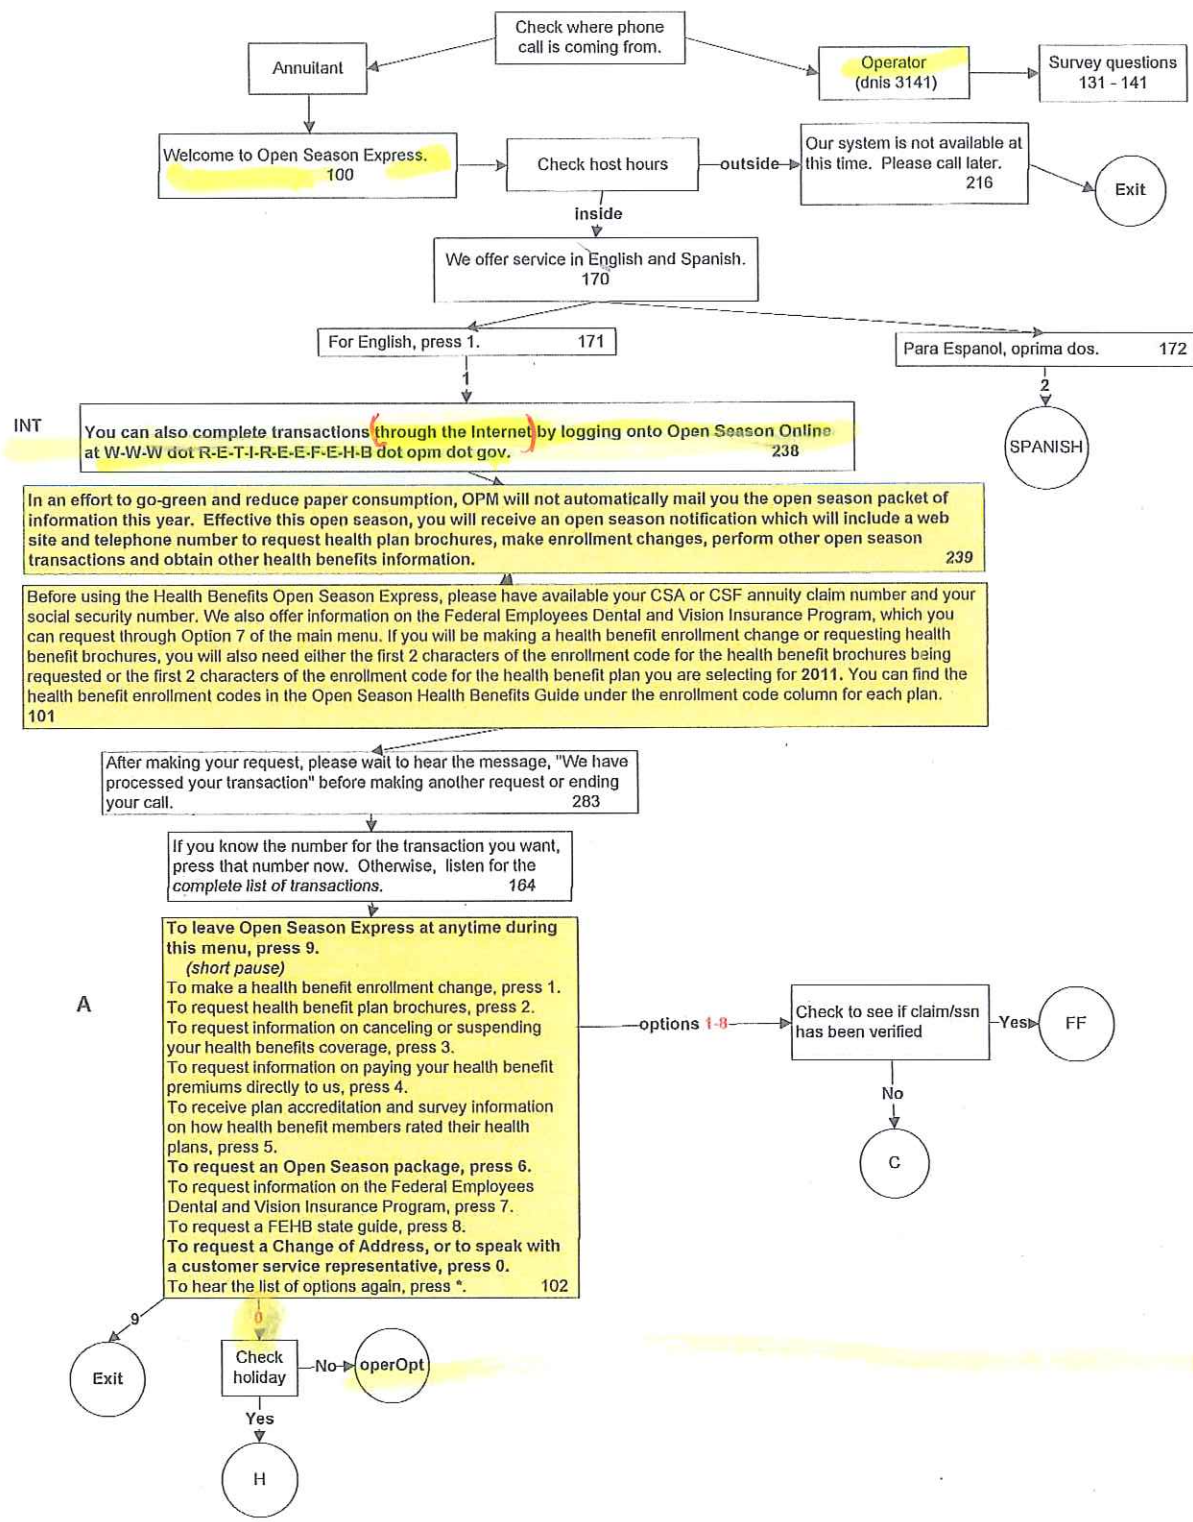 Check where phone
call is coming from.
Annuitant
Operator
(dnis 3141)
Survey questions
131 - 141
Welcome to Open Season Express.
100
Check host hours
outside
Our system is not available at
this time. Please call later.
216
Exit
inside
We offer service in English and Spanish.
170
For English, press 1. 171
Para Espanol, oprima dos. 172
1
2
SPANISH
INT
You can also complete transactions (through the Internet) by logging onto Open Season Online
at W-W-W dot R-E-T-I-R-E-E-F-E-H-B dot opm dot gov. 238
In an effort to go-green and reduce paper consumption, OPM will not automatically mail you the open season packet of
information this year. Effective this open season, you will receive an open season notification which will include a web
site and telephone number to request health plan brochures, make enrollment changes, perform other open season
transactions and obtain other health benefits information. 239
Before using the Health Benefits Open Season Express, please have available your CSA or CSF annuity claim number and your
social security number. We also offer information on the Federal Employees Dental and Vision Insurance Program, which you
can request through Option 7 of the main menu. If you will be making a health benefit enrollment change or requesting health
benefit brochures, you will also need either the first 2 characters of the enrollment code for the health benefit brochures being
requested or the first 2 characters of the enrollment code for the health benefit plan you are selecting for 2011. You can find the
health benefit enrollment codes in the Open Season Health Benefits Guide under the enrollment code column for each plan.
101
After making your request, please wait to hear the message, "We have
processed your transaction" before making another request or ending
your call. 283
If you know the number for the transaction you want,
press that number now. Otherwise, listen for the
complete list of transactions. 164
A
To leave Open Season Express at anytime during
this menu, press 9.
(short pause)
To make a health benefit enrollment change, press 1.
To request health benefit plan brochures, press 2.
To request information on canceling or suspending
your health benefits coverage, press 3.
To request information on paying your health benefit
premiums directly to us, press 4.
To receive plan accreditation and survey information
on how health benefit members rated their health
plans, press 5.
To request an Open Season package, press 6.
To request information on the Federal Employees
Dental and Vision Insurance Program, press 7.
To request a FEHB state guide, press 8.
To request a Change of Address, or to speak with
a customer service representative, press 0.
To hear the list of options again, press *. 102
options 1-8
Check to see if claim/ssn
has been verified
Yes
FF
No
C
9
Exit
0
Check
holiday
No
operOpt
Yes
H